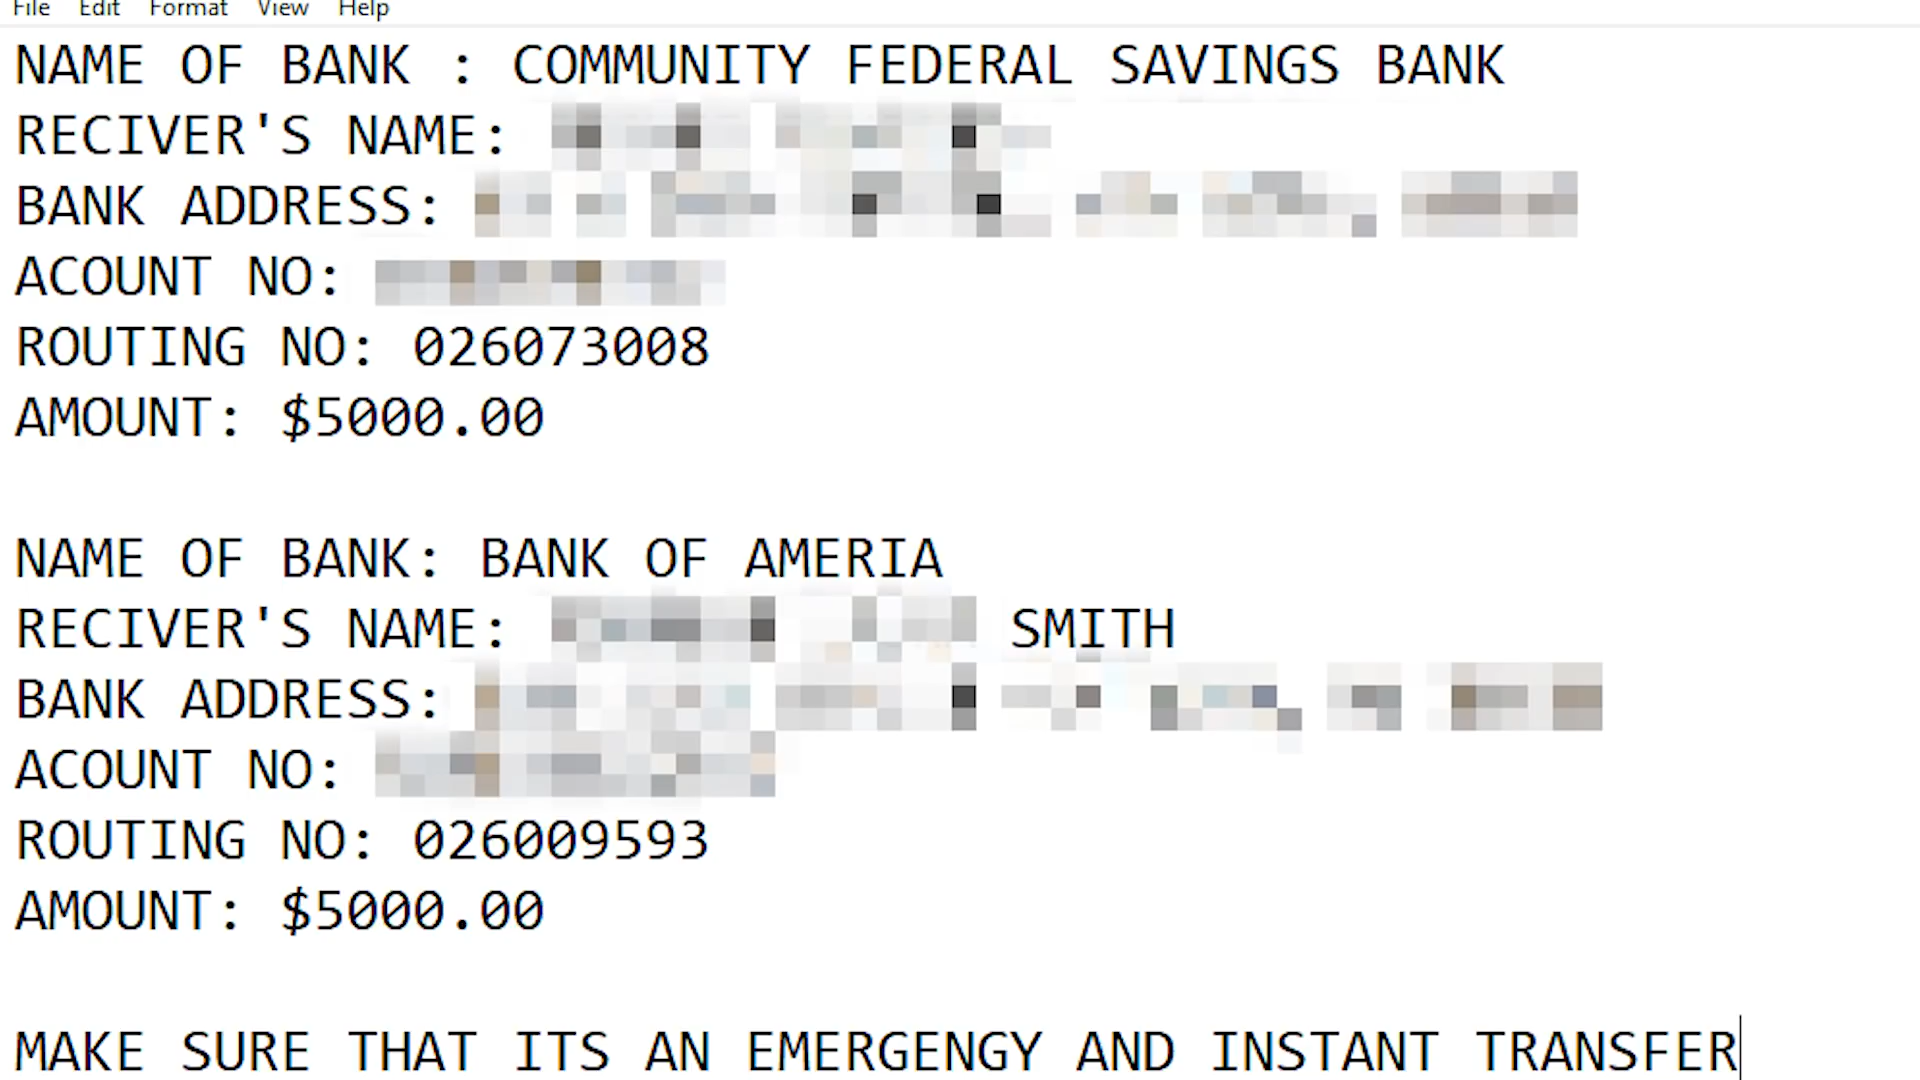 File Edit Format View Help
NAME OF BANK : COMMUNITY FEDERAL SAVINGS BANK
RECIVER'S NAME:
BANK ADDRESS:
ACOUNT NO:
ROUTING NO: 026073008
AMOUNT: $5000.00
NAME OF BANK: BANK OF AMERIA
RECIVER'S NAME: SMITH
BANK ADDRESS:
ACOUNT NO:
ROUTING NO: 026009593
AMOUNT: $5000.00
MAKE SURE THAT ITS AN EMERGENGY AND INSTANT TRANSFER